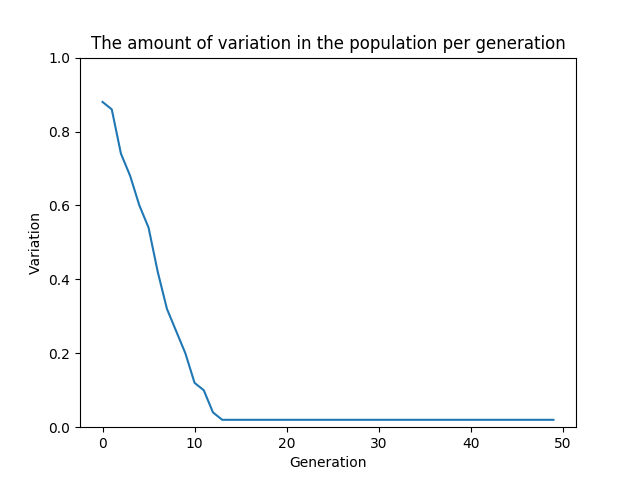 The amount of variation in the population per generation
1.0
0.8
0.6
0.4
0.2
0.0
Variation
0 10 20 30 40 50
Generation